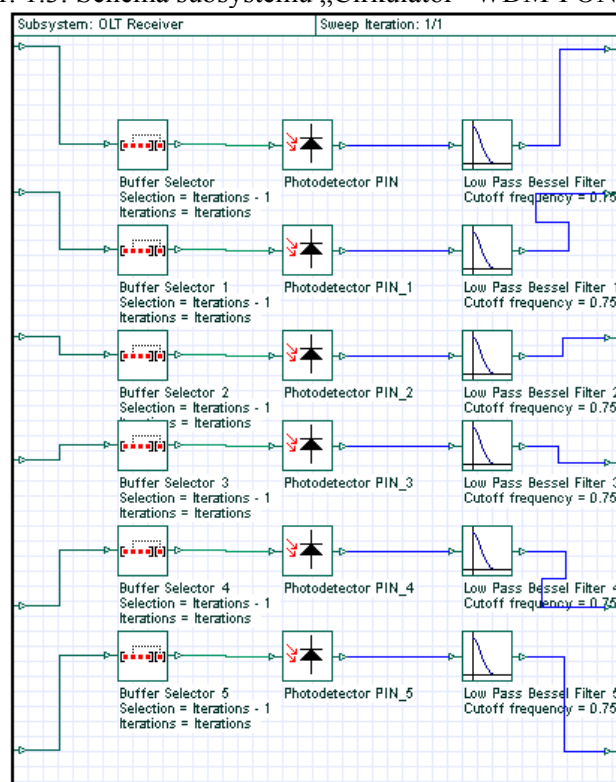 Subsystem: OLT Receiver
Sweep Iteration: 1/1
Buffer Selector
Selection = Iterations - 1
Iterations = Iterations
Photodetector PIN
Low Pass Bessel Filter
Cutoff frequency = 0.75
Buffer Selector 1
Selection = Iterations - 1
Iterations = Iterations
Photodetector PIN_1
Low Pass Bessel Filter 1
Cutoff frequency = 0.75
Buffer Selector 2
Selection = Iterations - 1
Iterations = Iterations
Photodetector PIN_2
Low Pass Bessel Filter 2
Cutoff frequency = 0.75
Buffer Selector 3
Selection = Iterations - 1
Iterations = Iterations
Photodetector PIN_3
Low Pass Bessel Filter 3
Cutoff frequency = 0.75
Buffer Selector 4
Selection = Iterations - 1
Iterations = Iterations
Photodetector PIN_4
Low Pass Bessel Filter 4
Cutoff frequency = 0.75
Buffer Selector 5
Selection = Iterations - 1
Iterations = Iterations
Photodetector PIN_5
Low Pass Bessel Filter 5
Cutoff frequency = 0.75